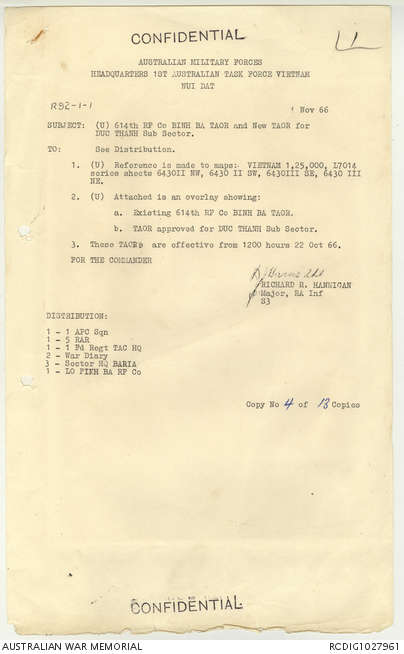 CONFIDENTIAL
AUSTRALIAN MILITARY FORCES
HEADQUARTERS 1ST AUSTRALIAN TASK FORCE VIETNAM
NUI DAT
R92-1-1
1 Nov 66
SUBJECT: (U) 614th RF Co BINH BA TAOR and New TAOR for
DUC THANH Sub Sector.
TO: See Distribution.
1. (U) Reference is made to maps: VIETNAM 1,25,000, L7014
series sheets 6430II NW, 6430 II SW, 6430III SE, 6430 III
NE.
2. (U) Attached is an overlay showing:
a. Existing 614th RF Co BINH BA TAOR.
b. TAOR approved for DUC THANH Sub Sector.
3. These TAORs are effective from 1200 hours 22 Oct 66.
FOR THE COMMANDER
RICHARD R. HANNIGAN
Major, RA Inf
S3
DISTRIBUTION:
1 - 1 APC Sqn
1 - 5 RAR
1 - 1 Fd Regt TAC HQ
2 - War Diary
3 - Sector HQ BARIA
1 - LO BINH BA RF Co
Copy No 4 of 13 Copies
CONFIDENTIAL
AUSTRALIAN WAR MEMORIAL
RCDIG1027961